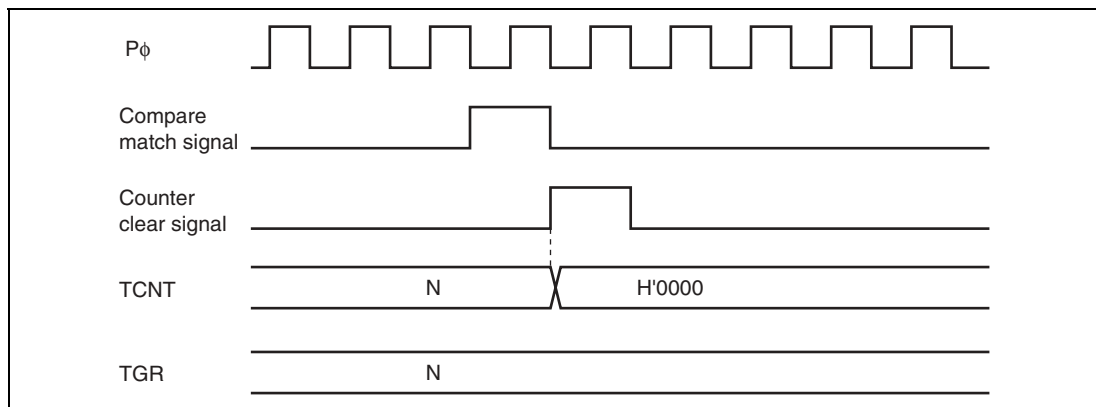 Pϕ
Compare
match signal
Counter
clear signal
TCNT
N
H'0000
TGR
N